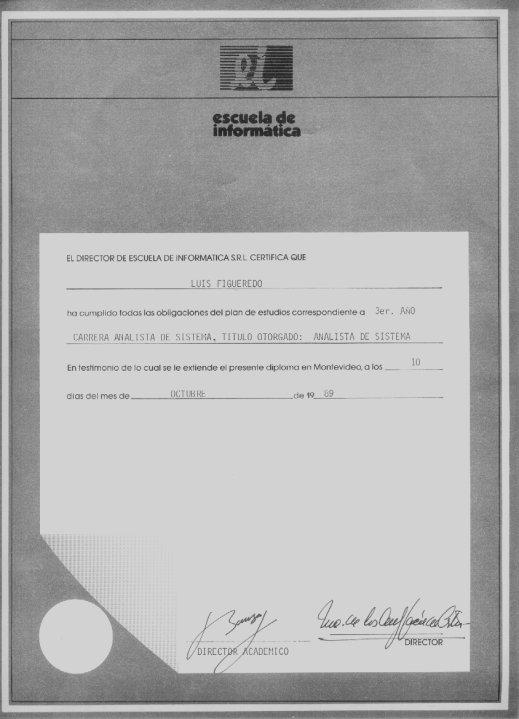 ei
escuela de
informática
EL DIRECTOR DE ESCUELA DE INFORMATICA S.R.L. CERTIFICA QUE
LUIS FIGUEREDO
ha cumplido todas las obligaciones del plan de estudios correspondiente a 3er. AÑO
CARRERA ANALISTA DE SISTEMA, TITULO OTORGADO: ANALISTA DE SISTEMA
En testimonio de lo cual se le extiende el presente diploma en Montevideo, a los 10
días del mes de OCTUBRE de 19 89
DIRECTOR ACADEMICO
DIRECTOR